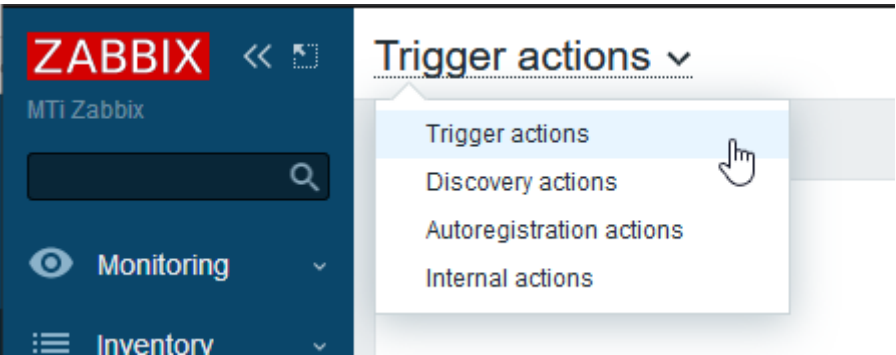 ZABBIX
MTi Zabbix
Monitoring
Inventory
Trigger actions
Trigger actions
Discovery actions
Autoregistration actions
Internal actions